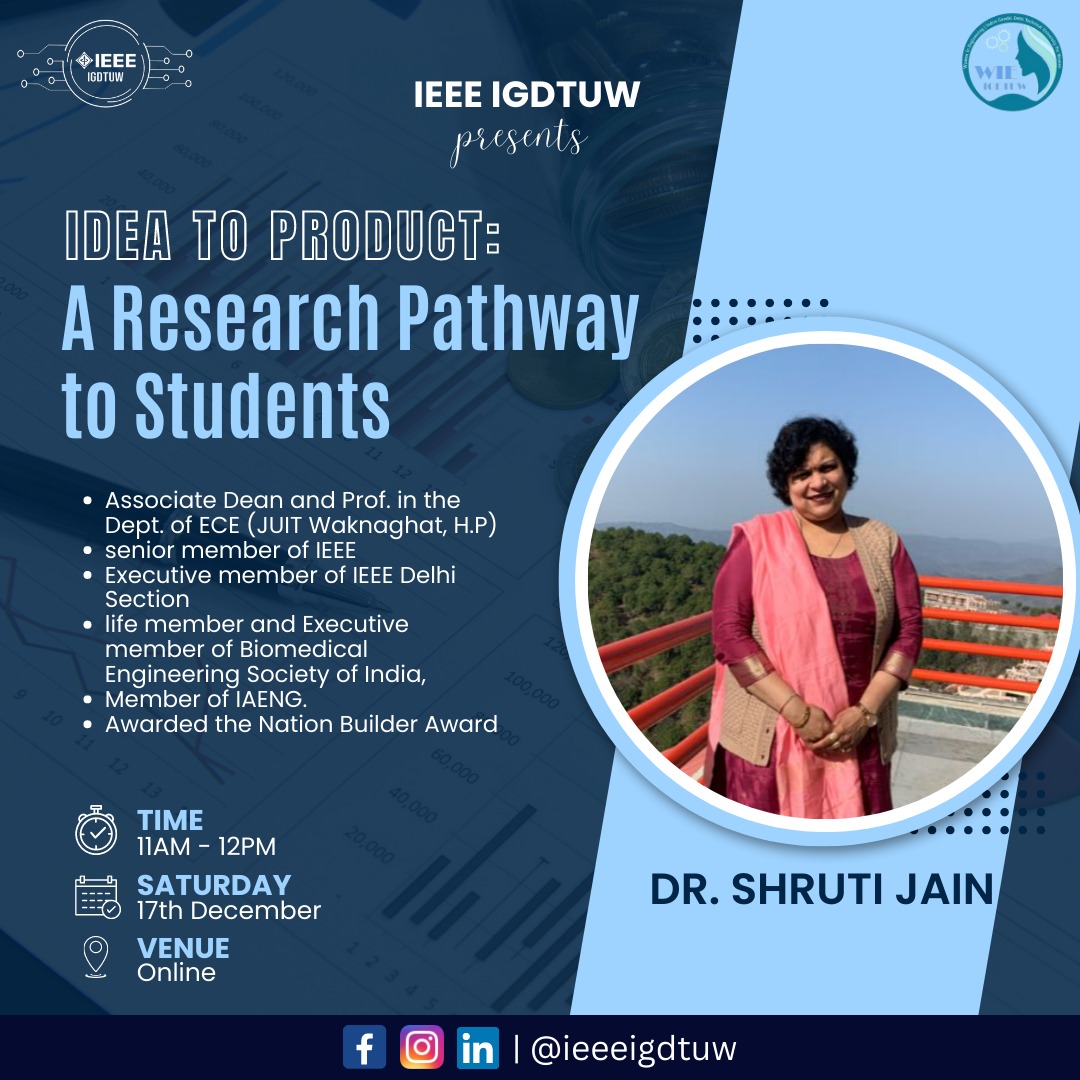 IEEE
IGDTUW
WIE
IGDTUW
IEEE IGDTUW
presents
IDEA TO PRODUCT:
A Research Pathway
to Students
• Associate Dean and Prof. in the
Dept. of ECE (JUIT Waknaghat, H.P)
• senior member of IEEE
• Executive member of IEEE Delhi
Section
• life member and Executive
member of Biomedical
Engineering Society of India,
• Member of IAENG.
• Awarded the Nation Builder Award
TIME
11AM - 12PM
SATURDAY
17th December
VENUE
Online
DR. SHRUTI JAIN
| @ieeeigdtuw